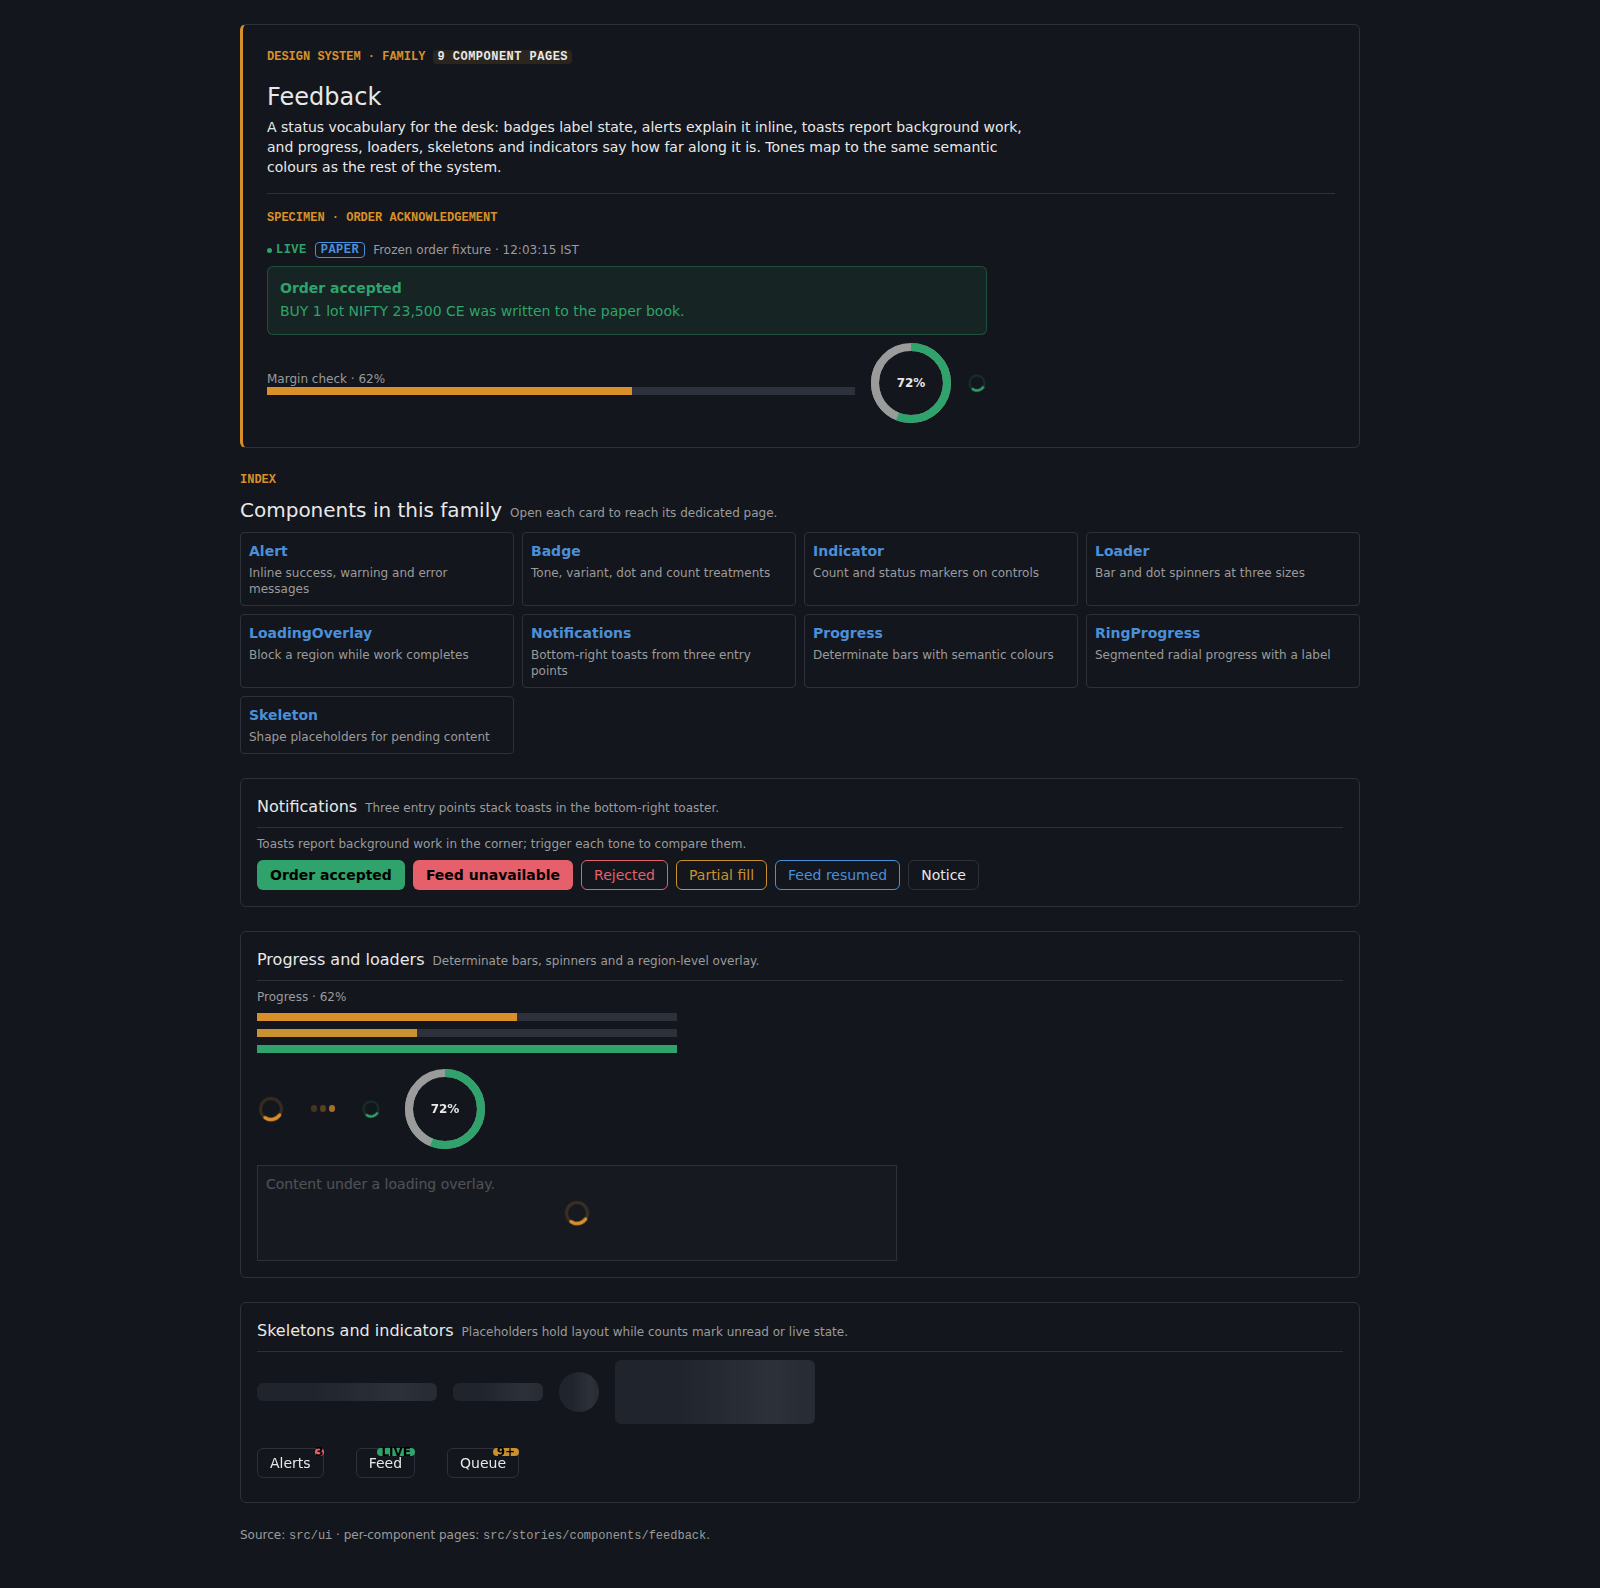 DESIGN SYSTEM · FAMILY 9 COMPONENT PAGES
Feedback
A status vocabulary for the desk: badges label state, alerts explain it inline, toasts report background work,
and progress, loaders, skeletons and indicators say how far along it is. Tones map to the same semantic
colours as the rest of the system.
SPECIMEN · ORDER ACKNOWLEDGEMENT
LIVE PAPER Frozen order fixture · 12:03:15 IST
Order accepted
BUY 1 lot NIFTY 23,500 CE was written to the paper book.
Margin check · 62%
72%
INDEX
Components in this family Open each card to reach its dedicated page.
Alert
Inline success, warning and error
messages
Badge
Tone, variant, dot and count treatments
Indicator
Count and status markers on controls
Loader
Bar and dot spinners at three sizes
LoadingOverlay
Block a region while work completes
Notifications
Bottom-right toasts from three entry
points
Progress
Determinate bars with semantic colours
RingProgress
Segmented radial progress with a label
Skeleton
Shape placeholders for pending content
Notifications Three entry points stack toasts in the bottom-right toaster.
Toasts report background work in the corner; trigger each tone to compare them.
Order accepted Feed unavailable Rejected Partial fill Feed resumed Notice
Progress and loaders Determinate bars, spinners and a region-level overlay.
Progress · 62%
72%
Content under a loading overlay.
Skeletons and indicators Placeholders hold layout while counts mark unread or live state.
3 LIVE 9+
Alerts Feed Queue
Source: src/ui · per-component pages: src/stories/components/feedback.